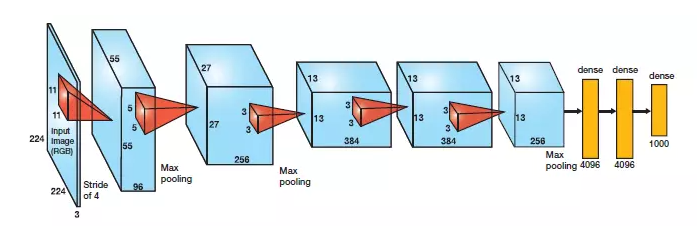 224
11
11
Input
Image
(RGB)
224
3
Stride
of 4
55
5
5
55
96
Max
pooling
27
3
3
27
256
Max
pooling
13
3
3
13
384
13
3
3
13
384
13
13
256
Max
pooling
dense
4096
dense
4096
dense
1000